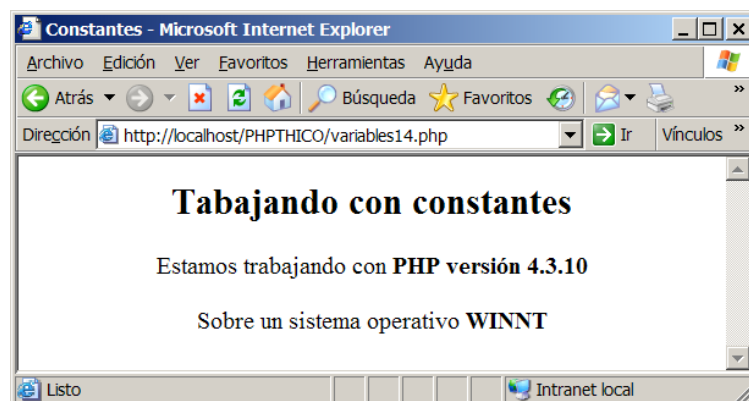 Constantes - Microsoft Internet Explorer
Archivo Edición Ver Favoritos Herramientas Ayuda
Atrás Búsqueda Favoritos »
Dirección http://localhost/PHPTHICO/variables14.php Ir Vínculos »
Tabajando con constantes
Estamos trabajando con PHP versión 4.3.10
Sobre un sistema operativo WINNT
Listo Intranet local